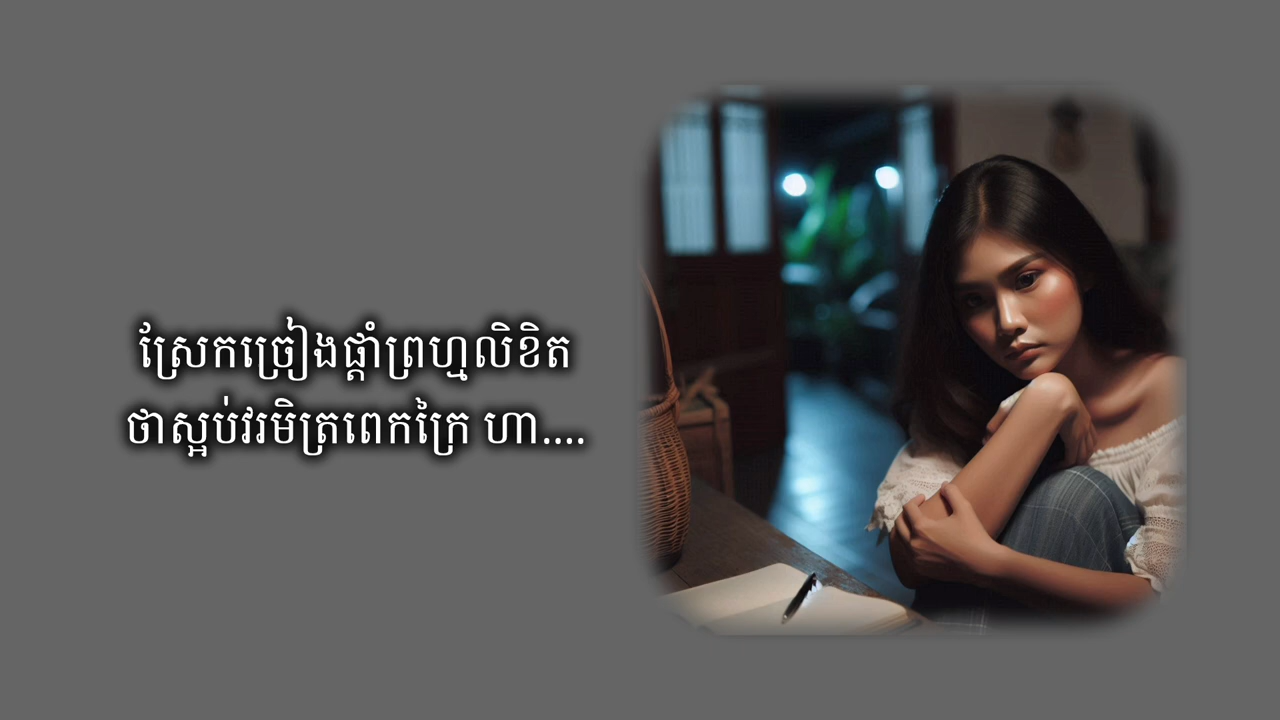 ស្រែកច្រៀងផ្ដាំព្រហ្មលិខិត
ថាស្អប់វរមិត្រពេកក្រៃ ហា....